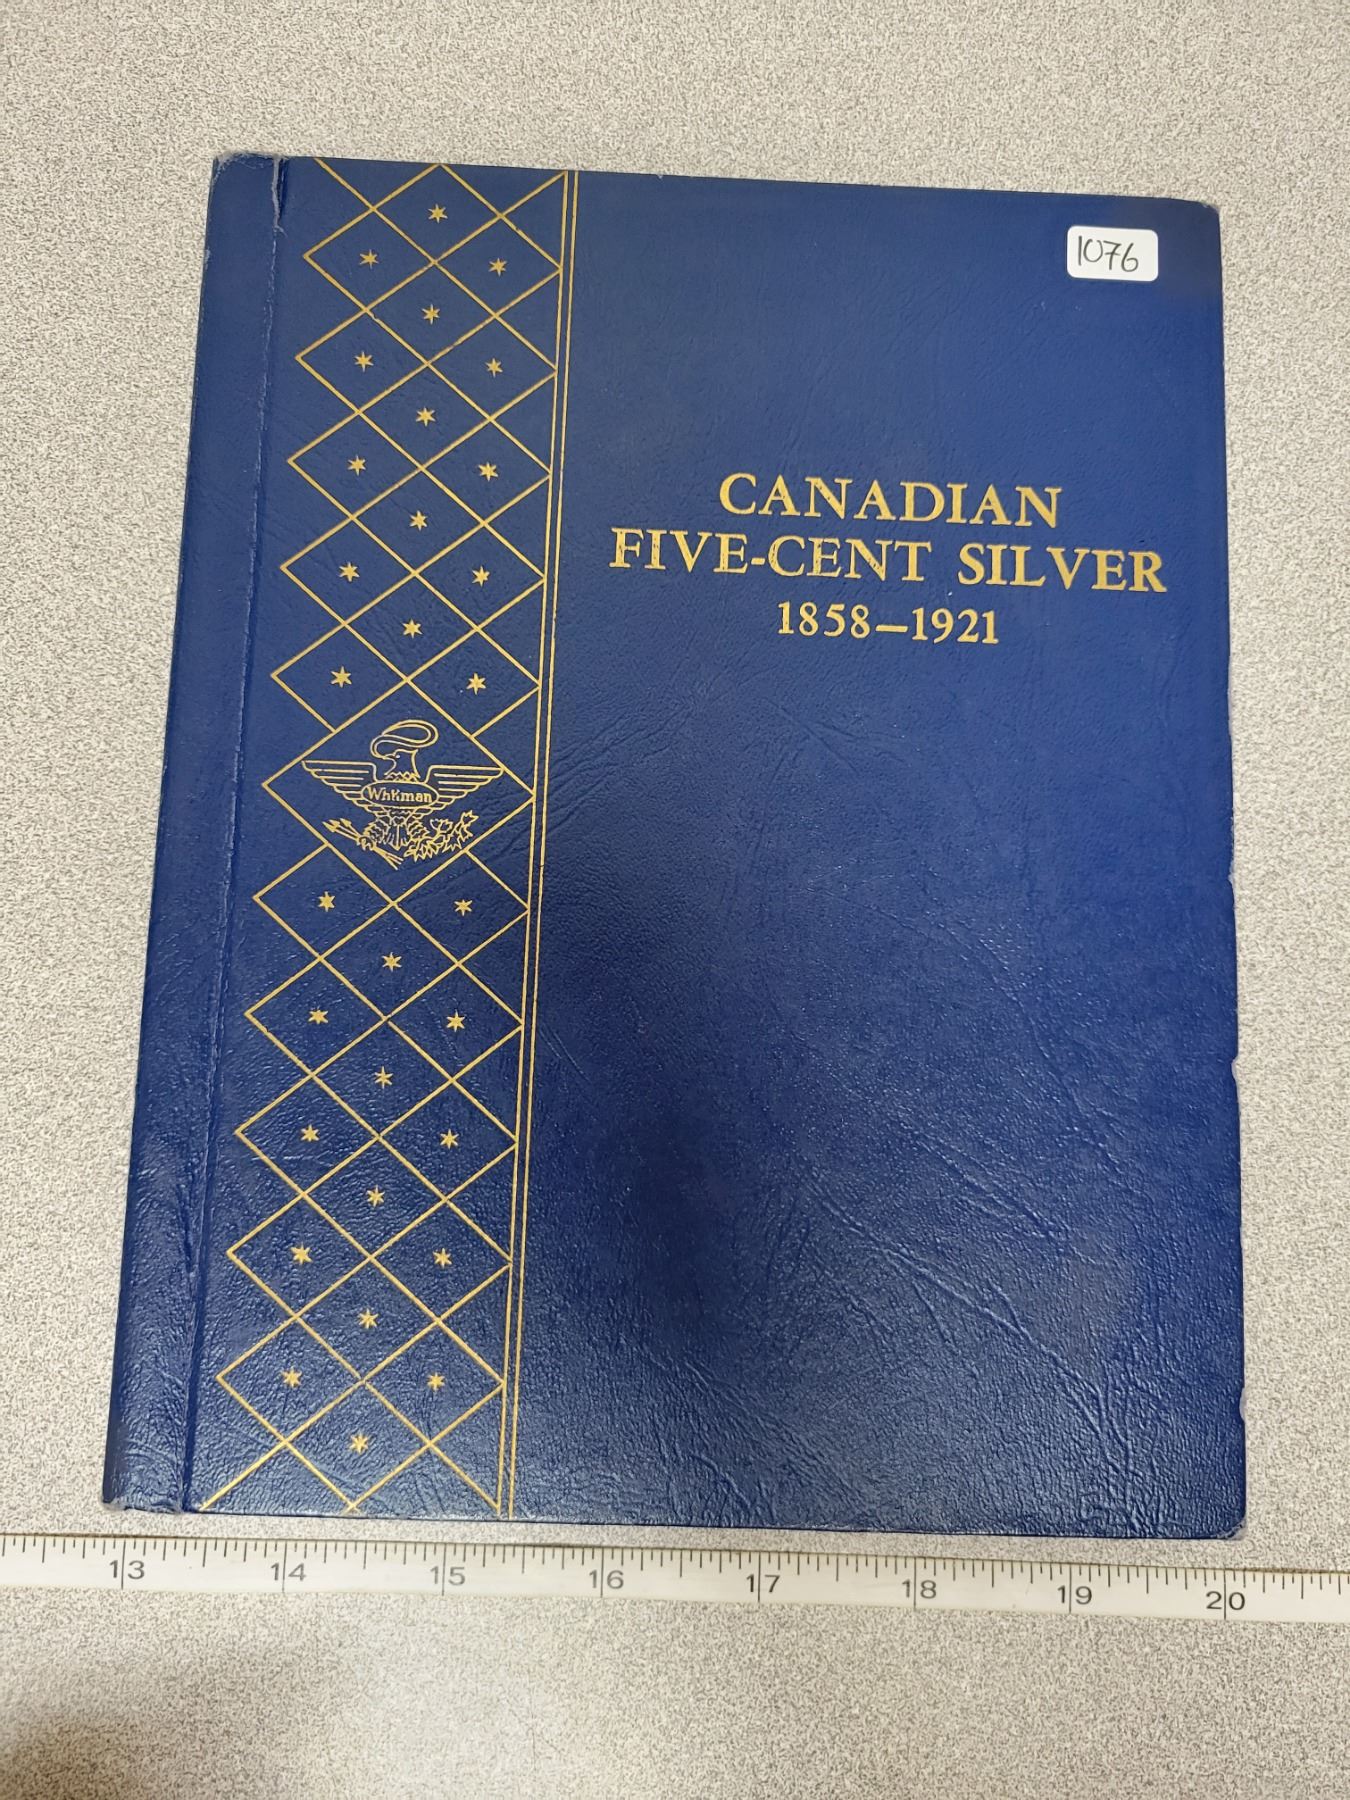 1076
CANADIAN
FIVE-CENT SILVER
1858–1921
Whitman
13 14 15 16 17 18 19 20